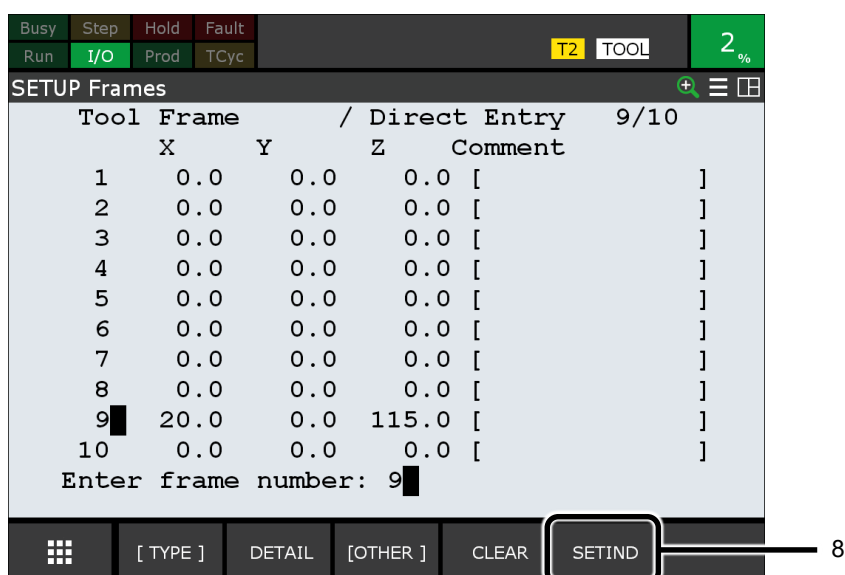 Busy Step Hold Fault
Run I/O Prod TCyc T2 TOOL 2 %
SETUP Frames
Tool Frame / Direct Entry 9/10
X Y Z Comment
1 0.0 0.0 0.0 [ ]
2 0.0 0.0 0.0 [ ]
3 0.0 0.0 0.0 [ ]
4 0.0 0.0 0.0 [ ]
5 0.0 0.0 0.0 [ ]
6 0.0 0.0 0.0 [ ]
7 0.0 0.0 0.0 [ ]
8 0.0 0.0 0.0 [ ]
9 20.0 0.0 115.0 [ ]
10 0.0 0.0 0.0 [ ]
Enter frame number: 9
[ TYPE ] DETAIL [OTHER ] CLEAR SETIND 8